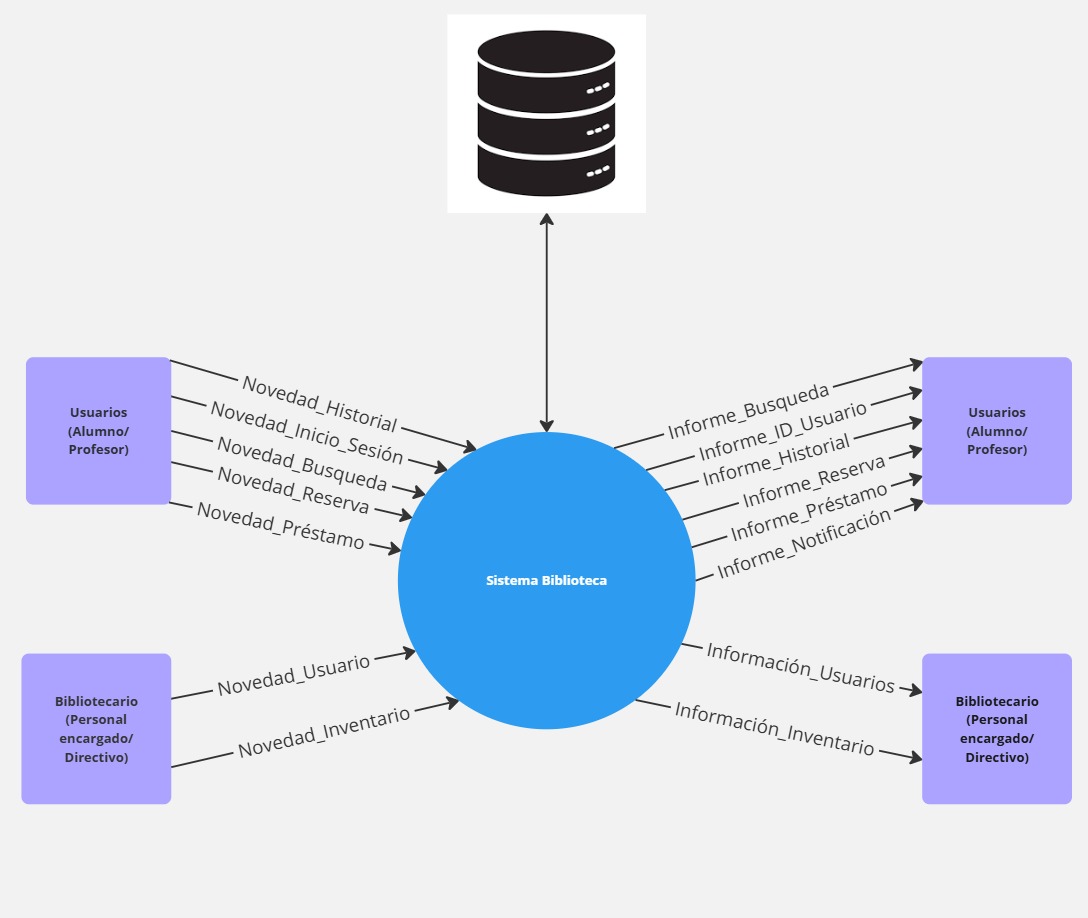 Usuarios
(Alumno/
Profesor)
Novedad_Historial
Novedad_Inicio_Sesión
Novedad_Busqueda
Novedad_Reserva
Novedad_Préstamo
Informe_Busqueda
Informe_ID_Usuario
Informe_Historial
Informe_Reserva
Informe_Préstamo
Informe_Notificación
Usuarios
(Alumno/
Profesor)
Sistema Biblioteca
Bibliotecario
(Personal
encargado/
Directivo)
Novedad_Usuario
Novedad_Inventario
Información_Usuarios
Información_Inventario
Bibliotecario
(Personal
encargado/
Directivo)